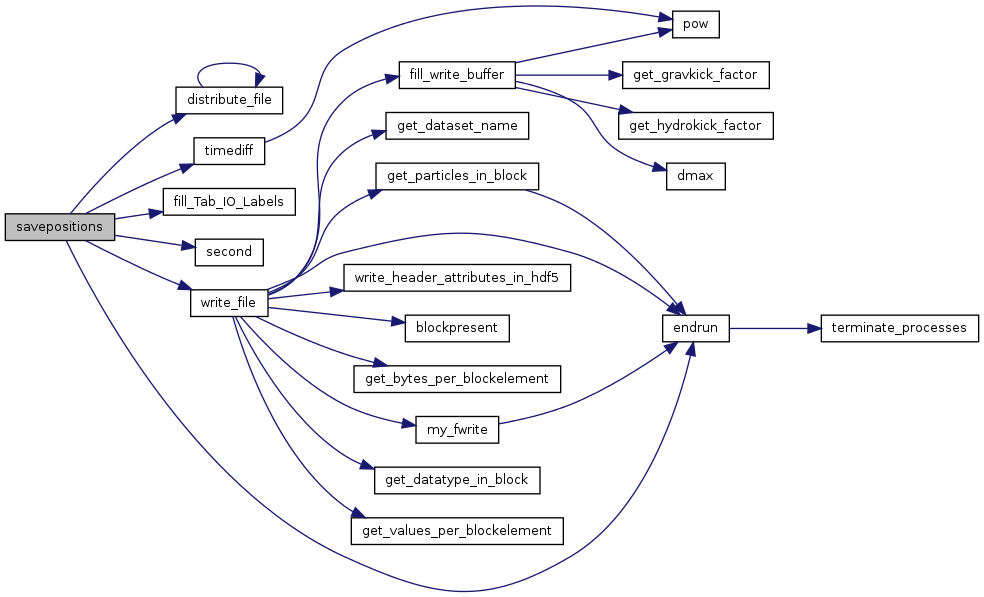 savepositions
distribute_file
timediff
fill_Tab_IO_Labels
second
write_file
fill_write_buffer
get_dataset_name
get_particles_in_block
write_header_attributes_in_hdf5
blockpresent
get_bytes_per_blockelement
my_fwrite
get_datatype_in_block
get_values_per_blockelement
pow
get_gravkick_factor
get_hydrokick_factor
dmax
endrun
terminate_processes